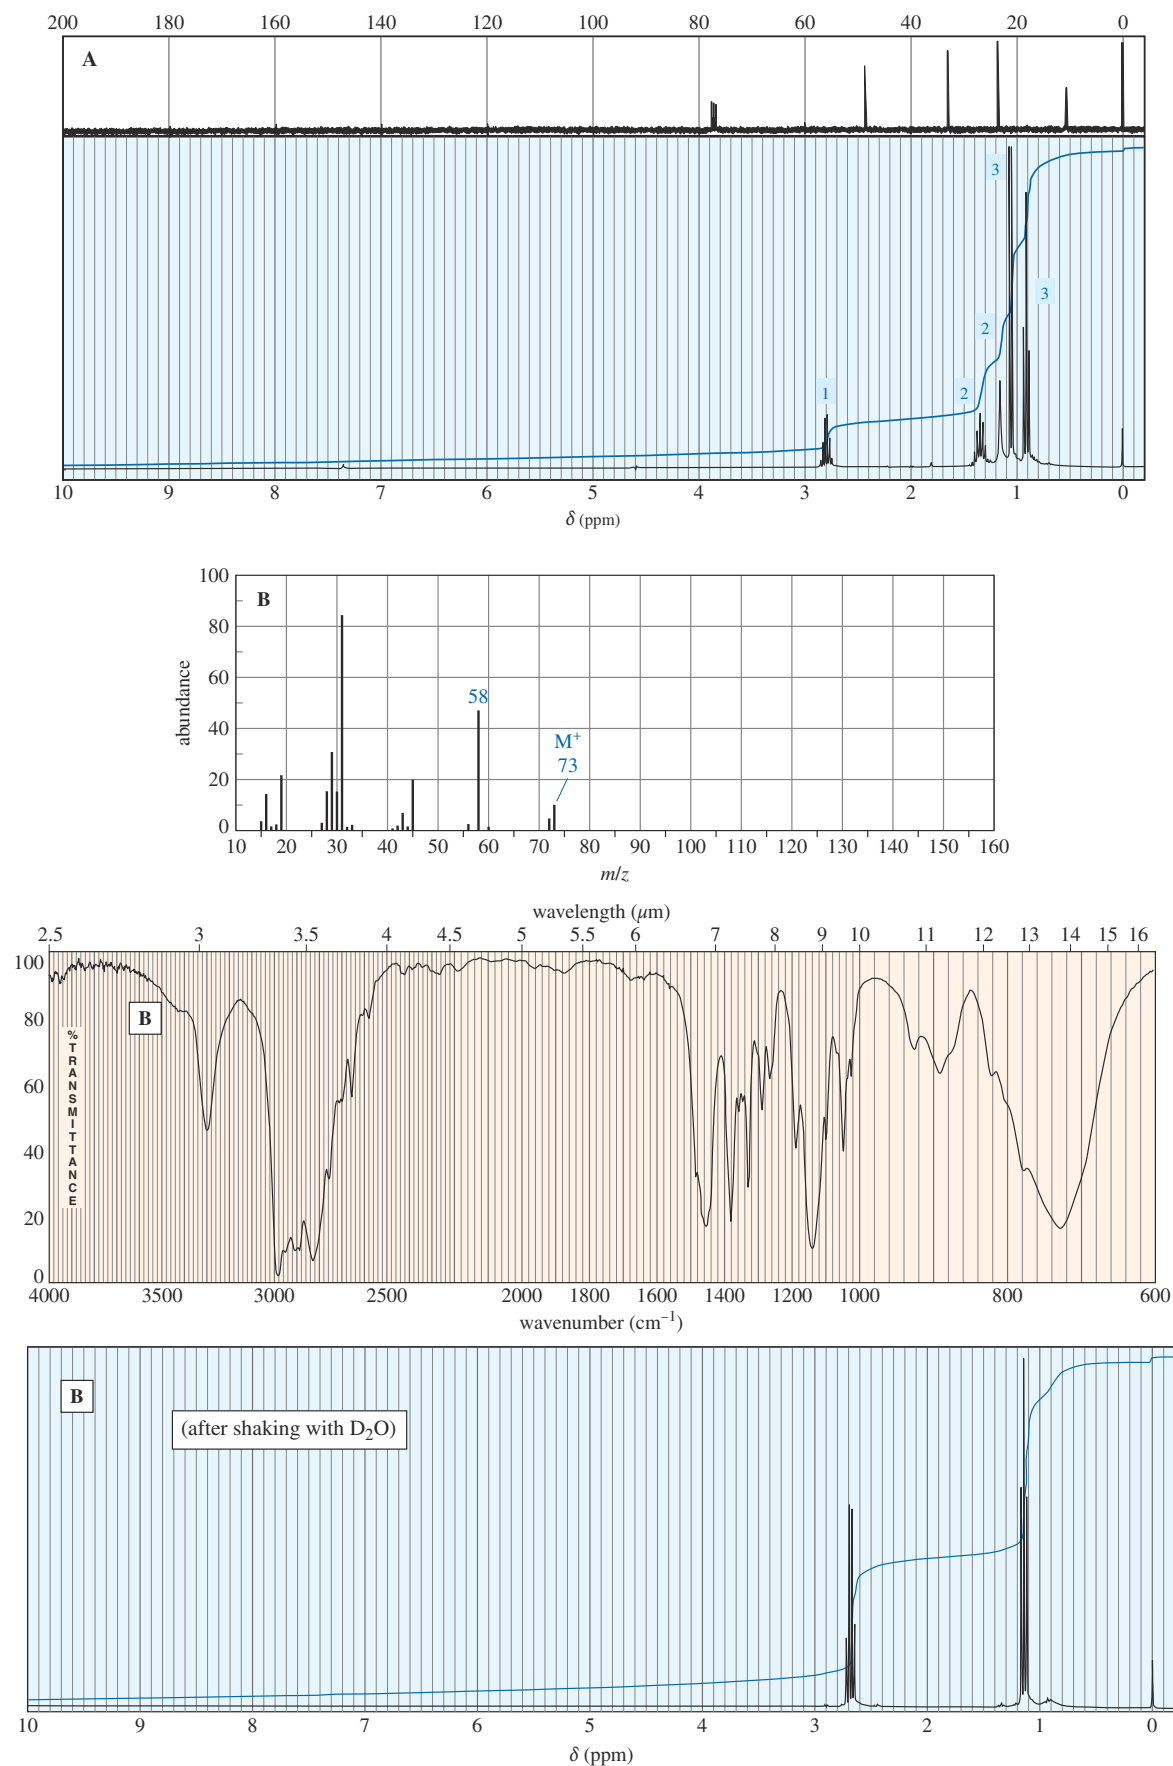 200 180 160 140 120 100 80 60 40 20 0
A
3
3
2
1
2
10 9 8 7 6 5 4 3 2 1 0
δ (ppm)
100
B
80
60
58
abundance
40
M+
73
20
0
10 20 30 40 50 60 70 80 90 100 110 120 130 140 150 160
m/z
wavelength (μm)
2.5 3 3.5 4 4.5 5 5.5 6 7 8 9 10 11 12 13 14 15 16
100
B
80
% TRANSMITTANCE
60
40
20
0
4000 3500 3000 2500 2000 1800 1600 1400 1200 1000 800 600
wavenumber (cm−1)
B
(after shaking with D2O)
10 9 8 7 6 5 4 3 2 1 0
δ (ppm)